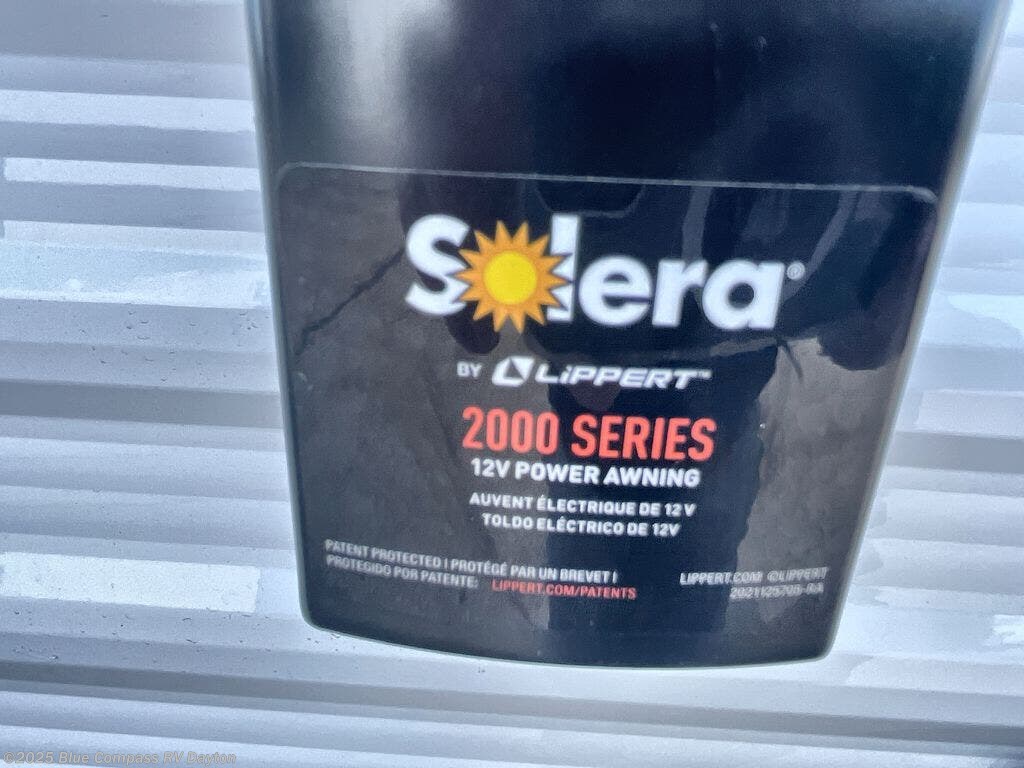 Solera®
BY LiPPERT™
2000 SERIES
12V POWER AWNING
AUVENT ÉLECTRIQUE DE 12 V
TOLDO ELÉCTRICO DE 12V
PATENT PROTECTED | PROTÉGÉ PAR UN BREVET |
PROTEGIDO POR PATENTE: LIPPERT.COM/PATENTS
LIPPERT.COM ©LIPPERT
©2025 Blue Compass RV Dayton